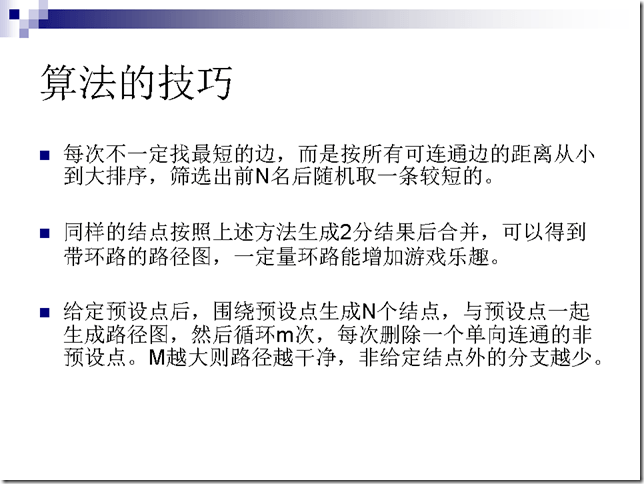 算法的技巧
每次不一定找最短的边，而是按所有可连通边的距离从小
到大排序，筛选出前N名后随机取一条较短的。
同样的结点按照上述方法生成2分结果后合并，可以得到
带环路的路径图，一定量环路能增加游戏乐趣。
给定预设点后，围绕预设点生成N个结点，与预设点一起
生成路径图，然后循环m次，每次删除一个单向连通的非
预设点。M越大则路径越干净，非给定结点外的分支越少。